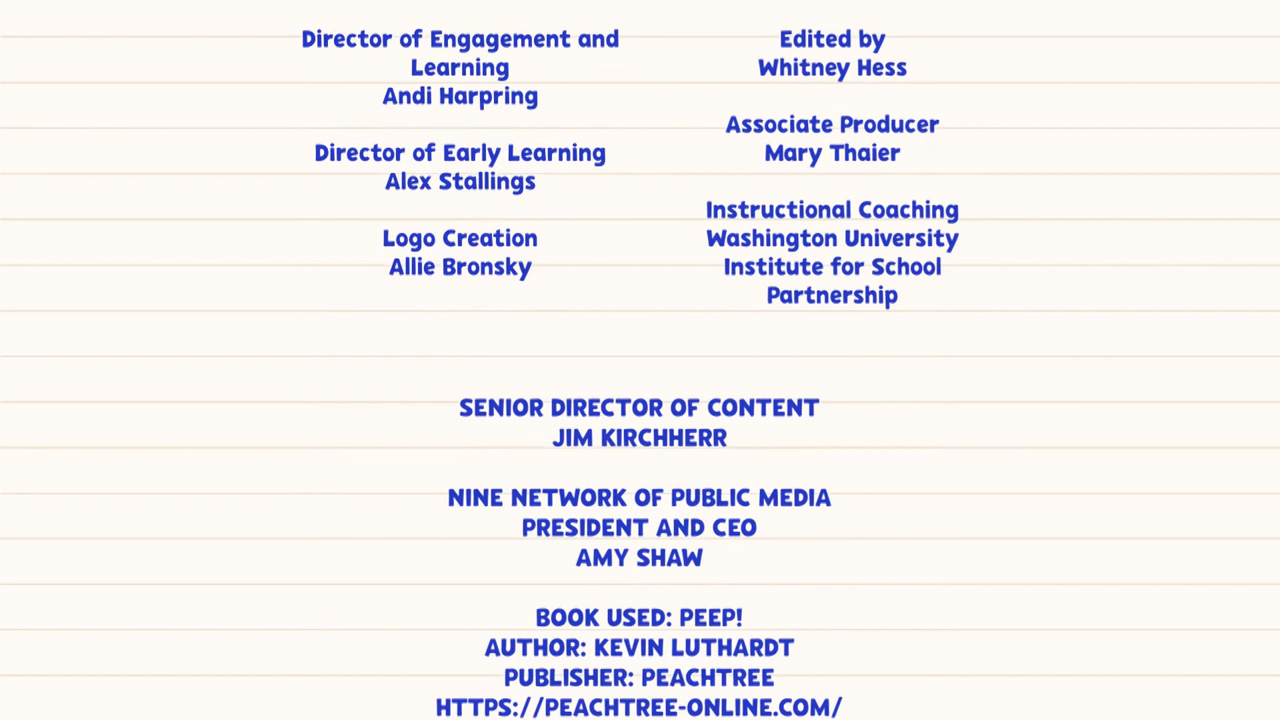 Director of Engagement and
Learning
Andi Harpring
Director of Early Learning
Alex Stallings
Logo Creation
Allie Bronsky
Edited by
Whitney Hess
Associate Producer
Mary Thaier
Instructional Coaching
Washington University
Institute for School
Partnership
SENIOR DIRECTOR OF CONTENT
JIM KIRCHHERR
NINE NETWORK OF PUBLIC MEDIA
PRESIDENT AND CEO
AMY SHAW
BOOK USED: PEEP!
AUTHOR: KEVIN LUTHARDT
PUBLISHER: PEACHTREE
HTTPS://PEACHTREE-ONLINE.COM/